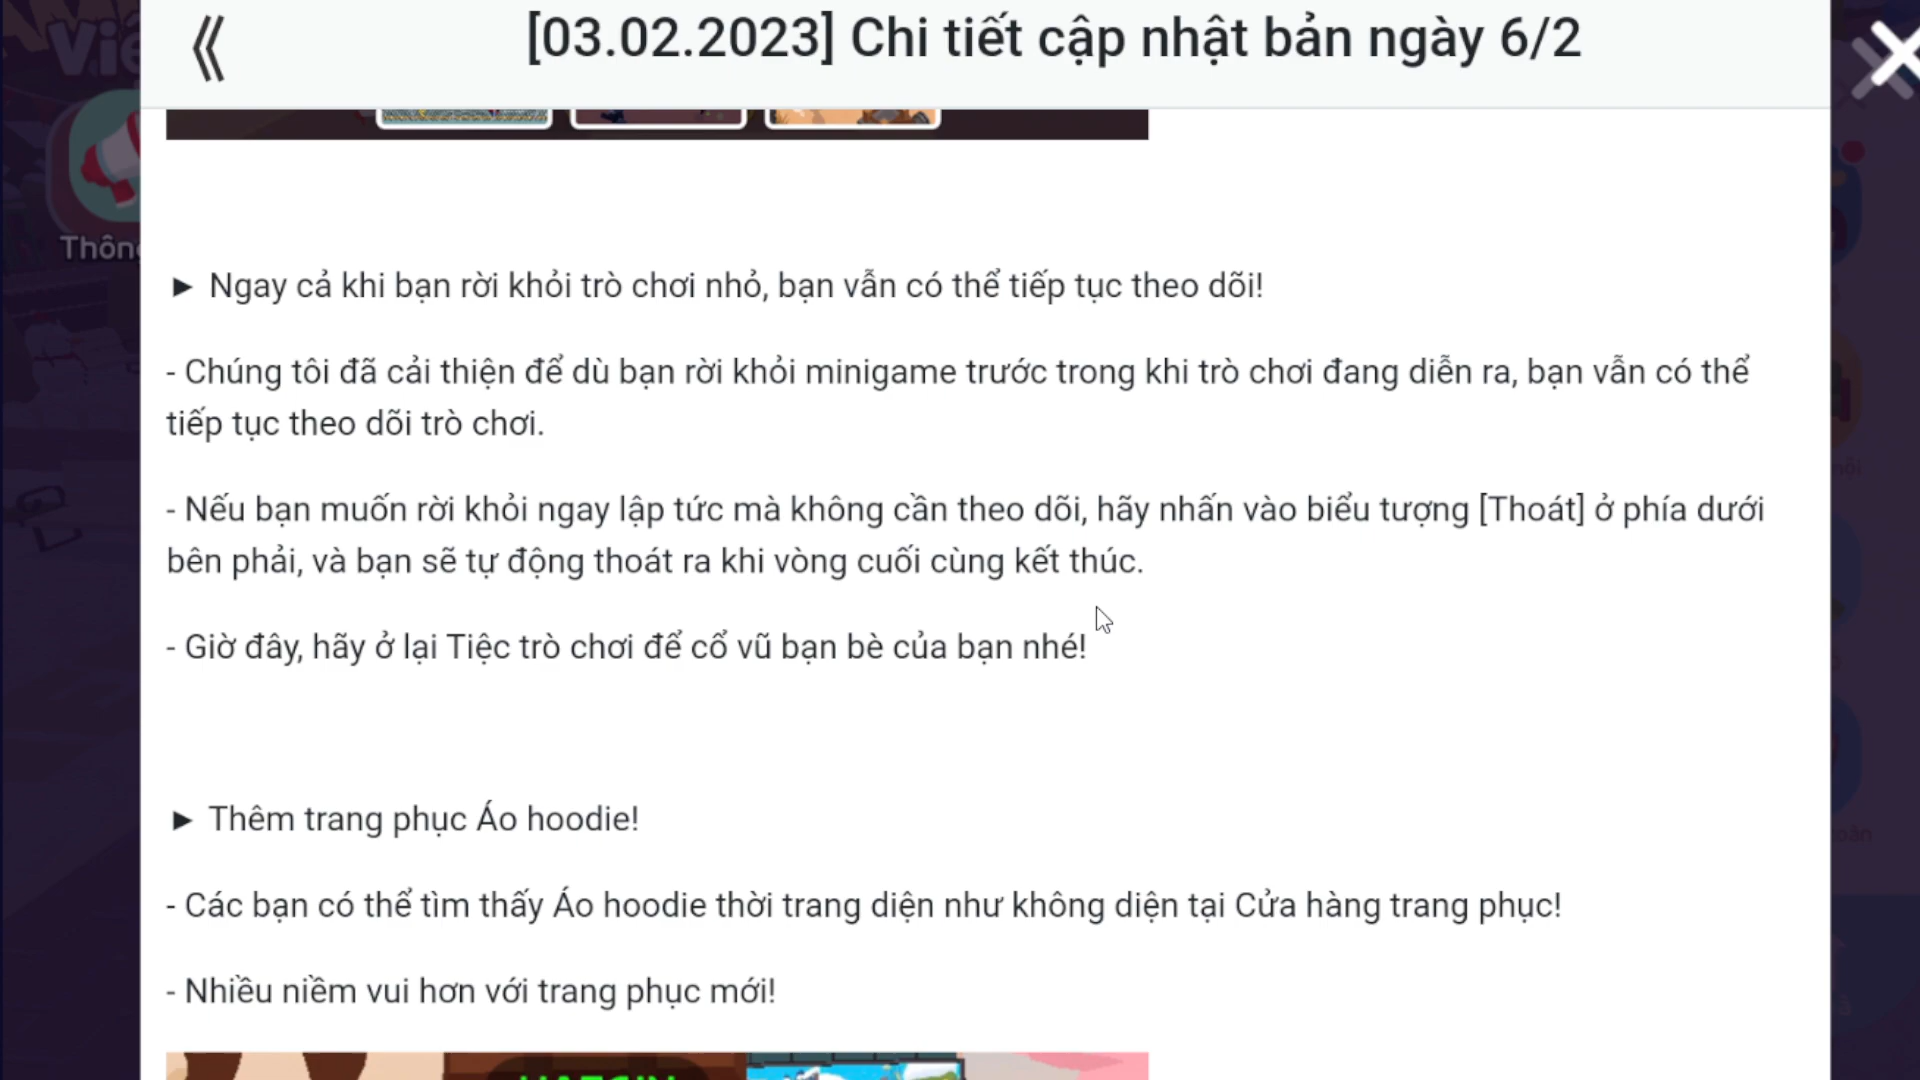 [03.02.2023] Chi tiết cập nhật bản ngày 6/2
Thông
► Ngay cả khi bạn rời khỏi trò chơi nhỏ, bạn vẫn có thể tiếp tục theo dõi!
- Chúng tôi đã cải thiện để dù bạn rời khỏi minigame trước trong khi trò chơi đang diễn ra, bạn vẫn có thể
tiếp tục theo dõi trò chơi.
- Nếu bạn muốn rời khỏi ngay lập tức mà không cần theo dõi, hãy nhấn vào biểu tượng [Thoát] ở phía dưới
bên phải, và bạn sẽ tự động thoát ra khi vòng cuối cùng kết thúc.
- Giờ đây, hãy ở lại Tiệc trò chơi để cổ vũ bạn bè của bạn nhé!
► Thêm trang phục Áo hoodie!
- Các bạn có thể tìm thấy Áo hoodie thời trang diện như không diện tại Cửa hàng trang phục!
- Nhiều niềm vui hơn với trang phục mới!